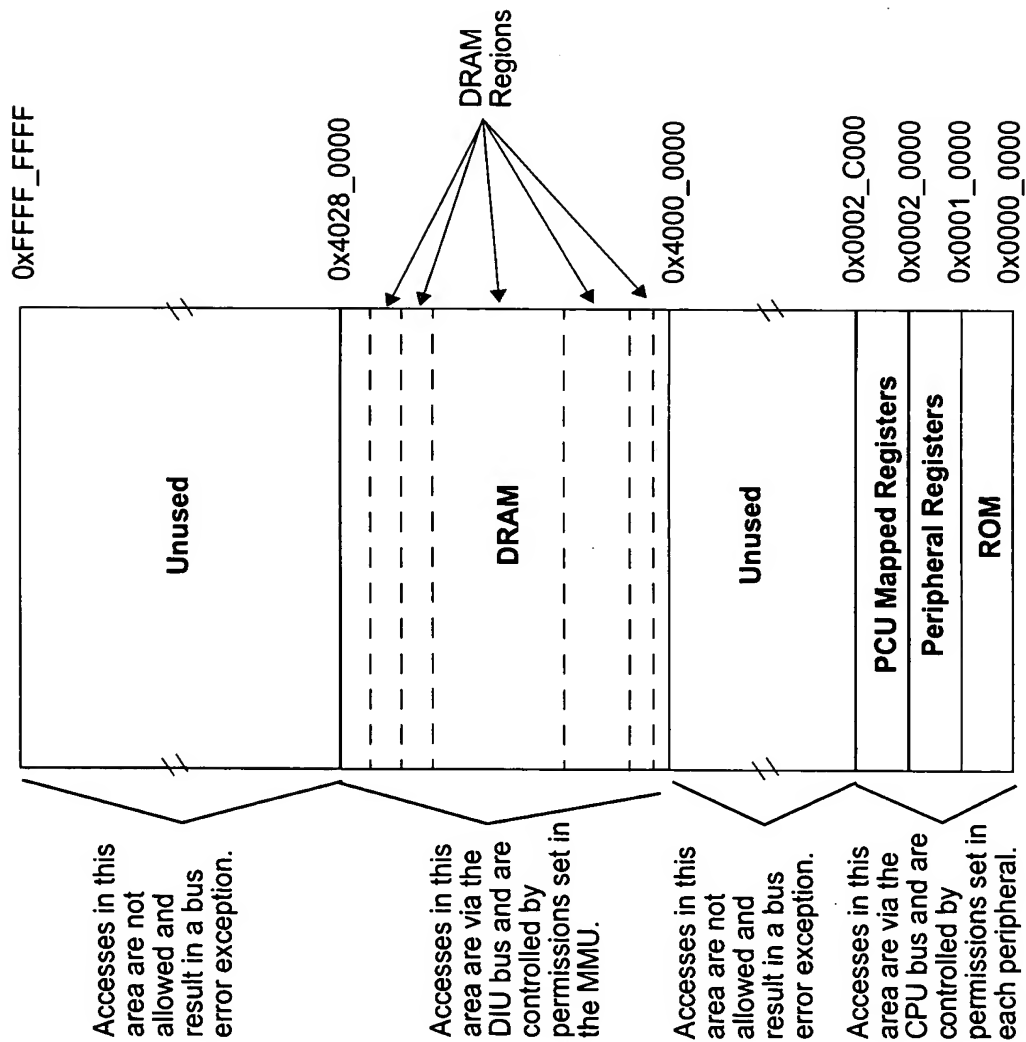 0xFFFF_FFFF
Accesses in this
area are not
allowed and
result in a bus
error exception.
Unused
0x4028_0000
Accesses in this
area are via the
DIU bus and are
controlled by
permissions set in
the MMU.
DRAM
DRAM
Regions
0x4000_0000
Accesses in this
area are not
allowed and
result in a bus
error exception.
Unused
0x0002_C000
Accesses in this
area are via the
CPU bus and are
controlled by
permissions set in
each peripheral.
PCU Mapped Registers
0x0002_0000
Peripheral Registers
0x0001_0000
ROM
0x0000_0000